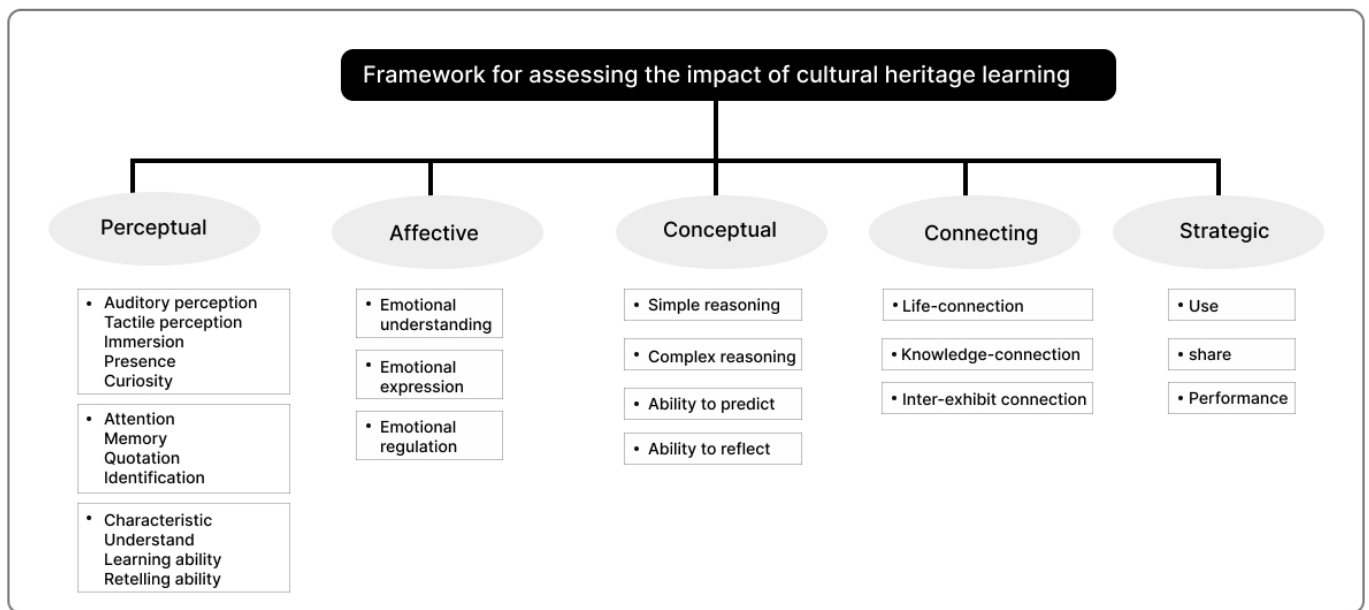 Framework for assessing the impact of cultural heritage learning
Perceptual
• Auditory perception
Tactile perception
Immersion
Presence
Curiosity
• Attention
Memory
Quotation
Identification
• Characteristic
Understand
Learning ability
Retelling ability
Affective
• Emotional
understanding
• Emotional
expression
• Emotional
regulation
Conceptual
• Simple reasoning
• Complex reasoning
• Ability to predict
• Ability to reflect
Connecting
• Life-connection
• Knowledge-connection
• Inter-exhibit connection
Strategic
• Use
• share
• Performance